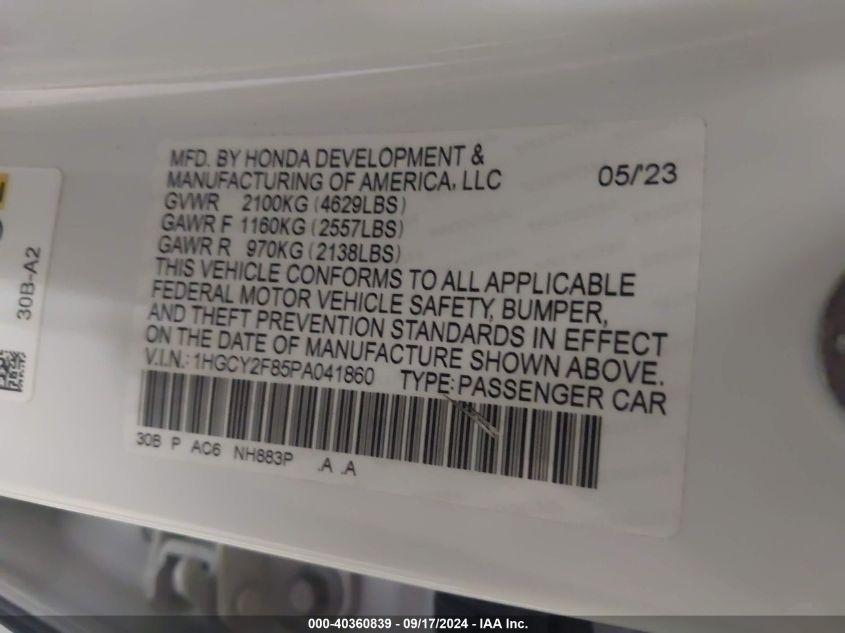 MFD. BY HONDA DEVELOPMENT &
MANUFACTURING OF AMERICA, LLC 05/'23
GVWR 2100KG (4629LBS)
GAWR F 1160KG (2557LBS)
GAWR R 970KG (2138LBS)
THIS VEHICLE CONFORMS TO ALL APPLICABLE
FEDERAL MOTOR VEHICLE SAFETY, BUMPER,
AND THEFT PREVENTION STANDARDS IN EFFECT
ON THE DATE OF MANUFACTURE SHOWN ABOVE.
V.I.N.: 1HGCY2F85PA041860 TYPE: PASSENGER CAR
30B P AC6 NH883P .A .A
30B-A2
000-40360839 - 09/17/2024 - IAA Inc.